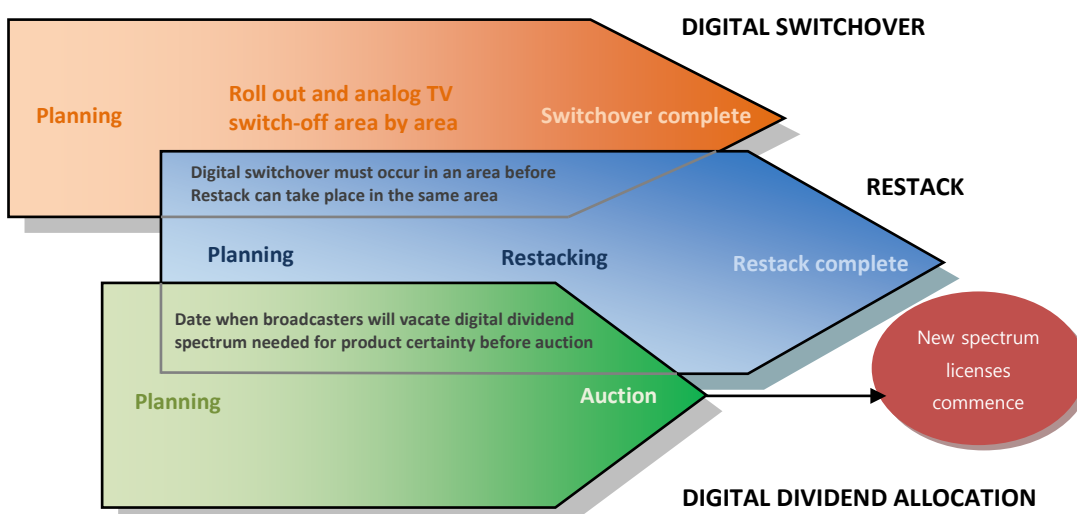 DIGITAL SWITCHOVER
Planning
Roll out and analog TV
switch-off area by area
Switchover complete
Digital switchover must occur in an area before
Restack can take place in the same area
RESTACK
Planning
Restacking
Restack complete
Date when broadcasters will vacate digital dividend
spectrum needed for product certainty before auction
New spectrum
licenses
commence
Planning
Auction
DIGITAL DIVIDEND ALLOCATION